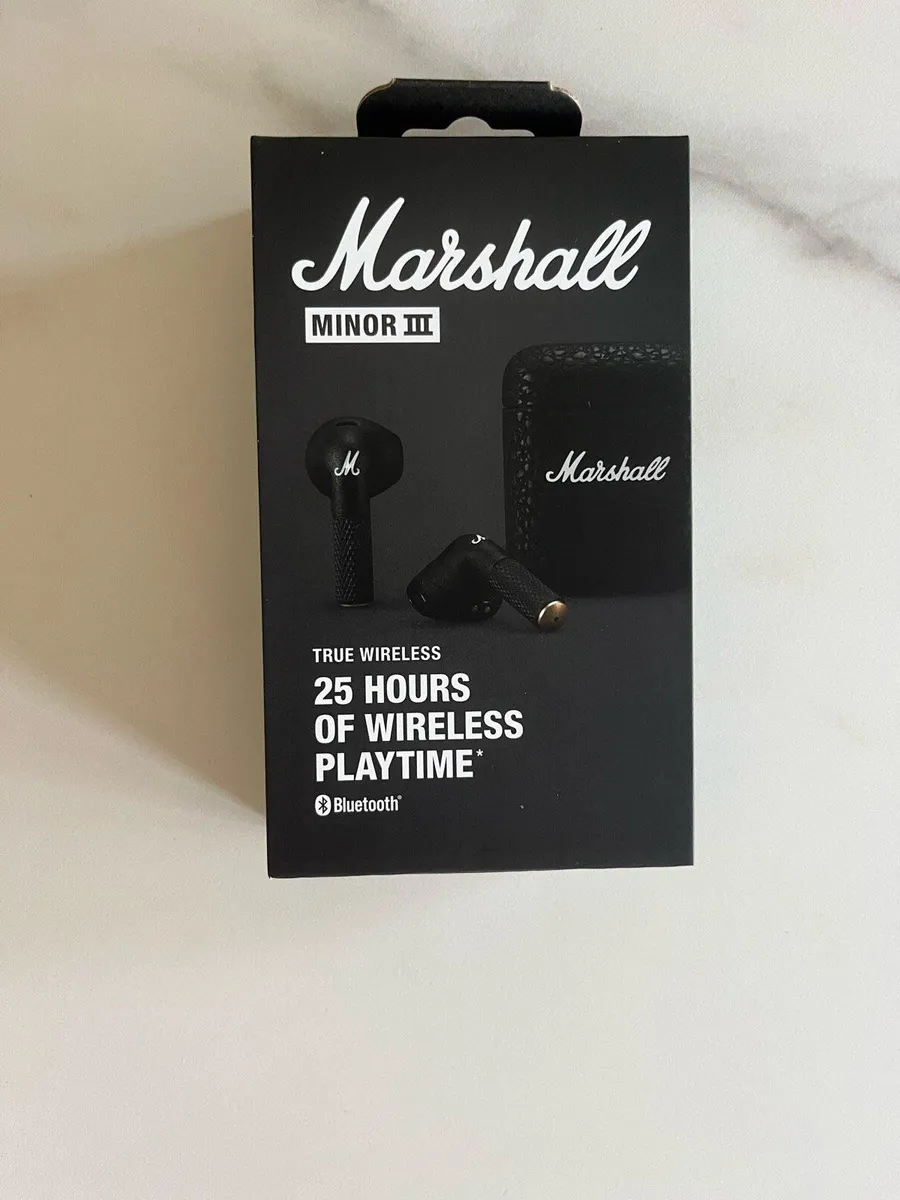 Marshall
MINOR III
M
Marshall
TRUE WIRELESS
25 HOURS
OF WIRELESS
PLAYTIME*
Bluetooth®